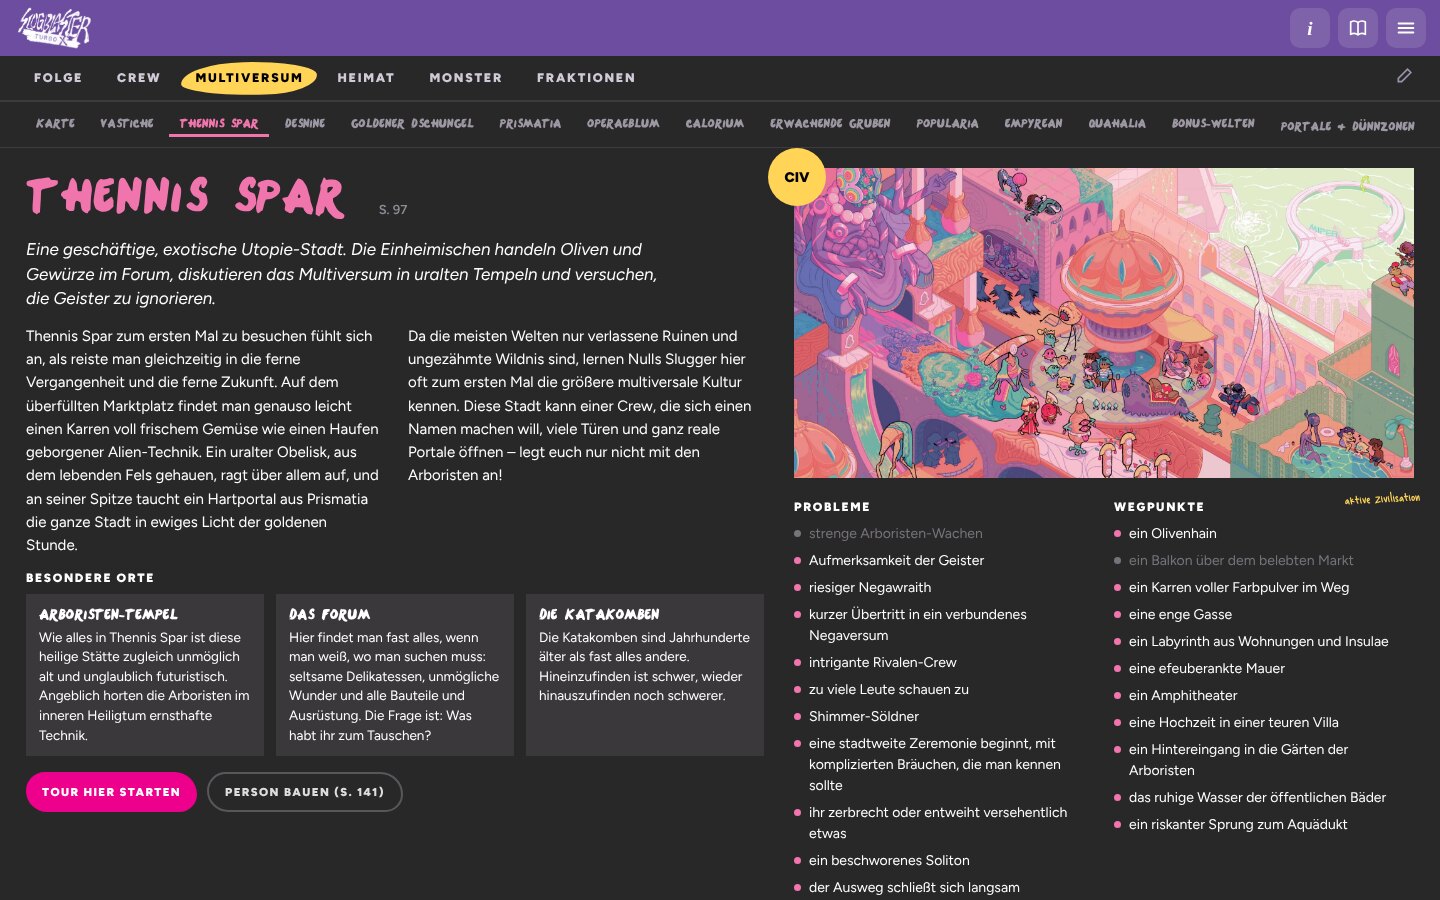 SLUGBLASTER
TURBO X
i
FOLGE CREW MULTIVERSUM HEIMAT MONSTER FRAKTIONEN
KARTE VASTICHE THENNIS SPAR DESNINE GOLDENER DSCHUNGEL PRISMATIA OPERAEBLUM CALORIUM ERWACHENDE GRUBEN POPULARIA EMPYREAN QUAHALIA BONUS-WELTEN PORTALE + DÜNNZONEN
THENNIS SPAR S. 97
Eine geschäftige, exotische Utopie-Stadt. Die Einheimischen handeln Oliven und
Gewürze im Forum, diskutieren das Multiversum in uralten Tempeln und versuchen,
die Geister zu ignorieren.
Thennis Spar zum ersten Mal zu besuchen fühlt sich
an, als reiste man gleichzeitig in die ferne
Vergangenheit und die ferne Zukunft. Auf dem
überfüllten Marktplatz findet man genauso leicht
einen Karren voll frischem Gemüse wie einen Haufen
geborgener Alien-Technik. Ein uralter Obelisk, aus
dem lebenden Fels gehauen, ragt über allem auf, und
an seiner Spitze taucht ein Hartportal aus Prismatia
die ganze Stadt in ewiges Licht der goldenen
Stunde.
Da die meisten Welten nur verlassene Ruinen und
ungezähmte Wildnis sind, lernen Nulls Slugger hier
oft zum ersten Mal die größere multiversale Kultur
kennen. Diese Stadt kann einer Crew, die sich einen
Namen machen will, viele Türen und ganz reale
Portale öffnen – legt euch nur nicht mit den
Arboristen an!
BESONDERE ORTE
ARBORISTEN-TEMPEL
Wie alles in Thennis Spar ist diese
heilige Stätte zugleich unmöglich
alt und unglaublich futuristisch.
Angeblich horten die Arboristen im
inneren Heiligtum ernsthafte
Technik.
DAS FORUM
Hier findet man fast alles, wenn
man weiß, wo man suchen muss:
seltsame Delikatessen, unmögliche
Wunder und alle Bauteile und
Ausrüstung. Die Frage ist: Was
habt ihr zum Tauschen?
DIE KATAKOMBEN
Die Katakomben sind Jahrhunderte
älter als fast alles andere.
Hineinzufinden ist schwer, wieder
hinauszufinden noch schwerer.
TOUR HIER STARTEN PERSON BAUEN (S. 141)
CIV
aktive Zivilisation
PROBLEME
strenge Arboristen-Wachen
Aufmerksamkeit der Geister
riesiger Negawraith
kurzer Übertritt in ein verbundenes
Negaversum
intrigante Rivalen-Crew
zu viele Leute schauen zu
Shimmer-Söldner
eine stadtweite Zeremonie beginnt, mit
komplizierten Bräuchen, die man kennen
sollte
ihr zerbrecht oder entweiht versehentlich
etwas
ein beschworenes Soliton
der Ausweg schließt sich langsam
WEGPUNKTE
ein Olivenhain
ein Balkon über dem belebten Markt
ein Karren voller Farbpulver im Weg
eine enge Gasse
ein Labyrinth aus Wohnungen und Insulae
eine efeuberankte Mauer
ein Amphitheater
eine Hochzeit in einer teuren Villa
ein Hintereingang in die Gärten der
Arboristen
das ruhige Wasser der öffentlichen Bäder
ein riskanter Sprung zum Aquädukt